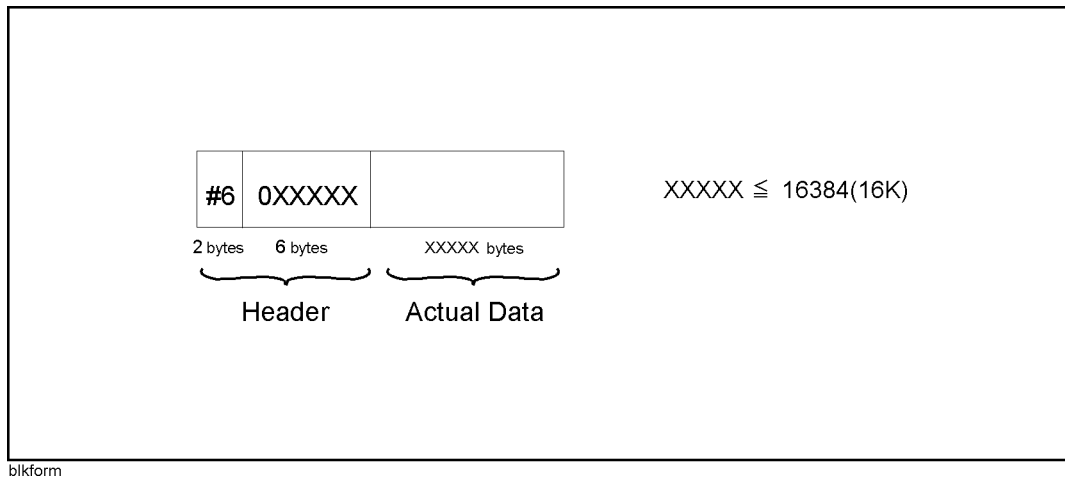 #6 0XXXXX
XXXXX ≦ 16384(16K)
2 bytes 6 bytes XXXXX bytes
Header Actual Data
blkform